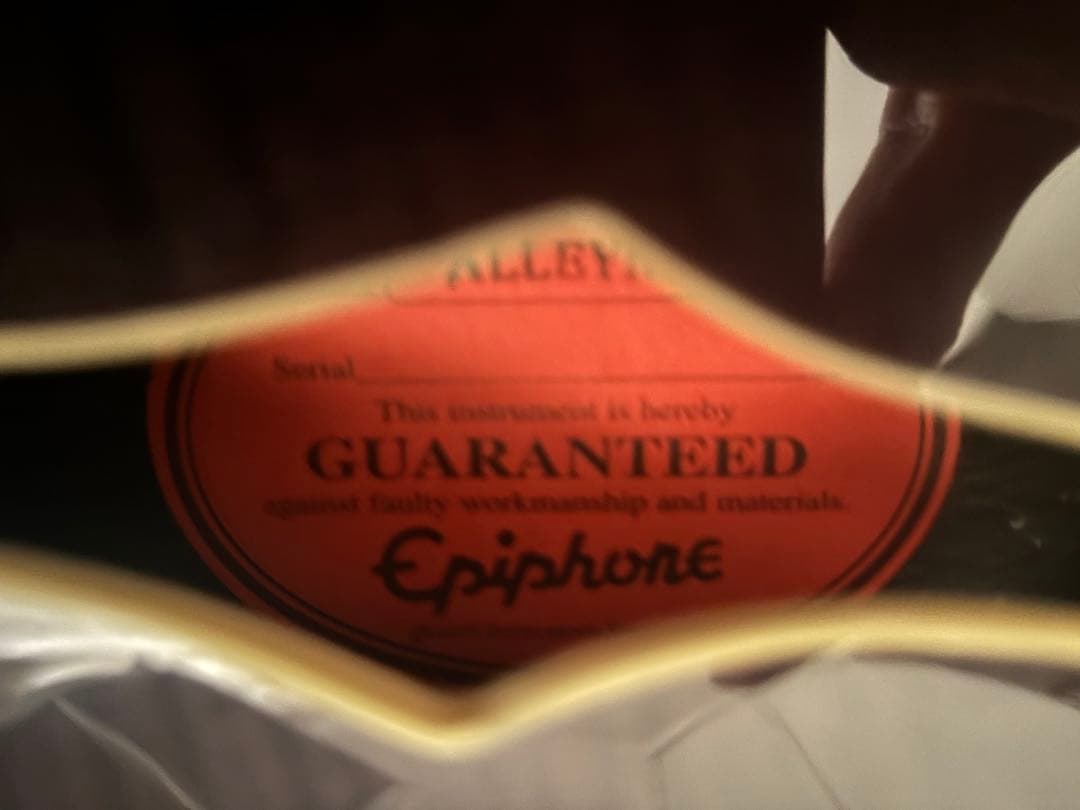 ALLEY
Serial
This instrument is hereby
GUARANTEED
against faulty workmanship and materials.
Epiphone